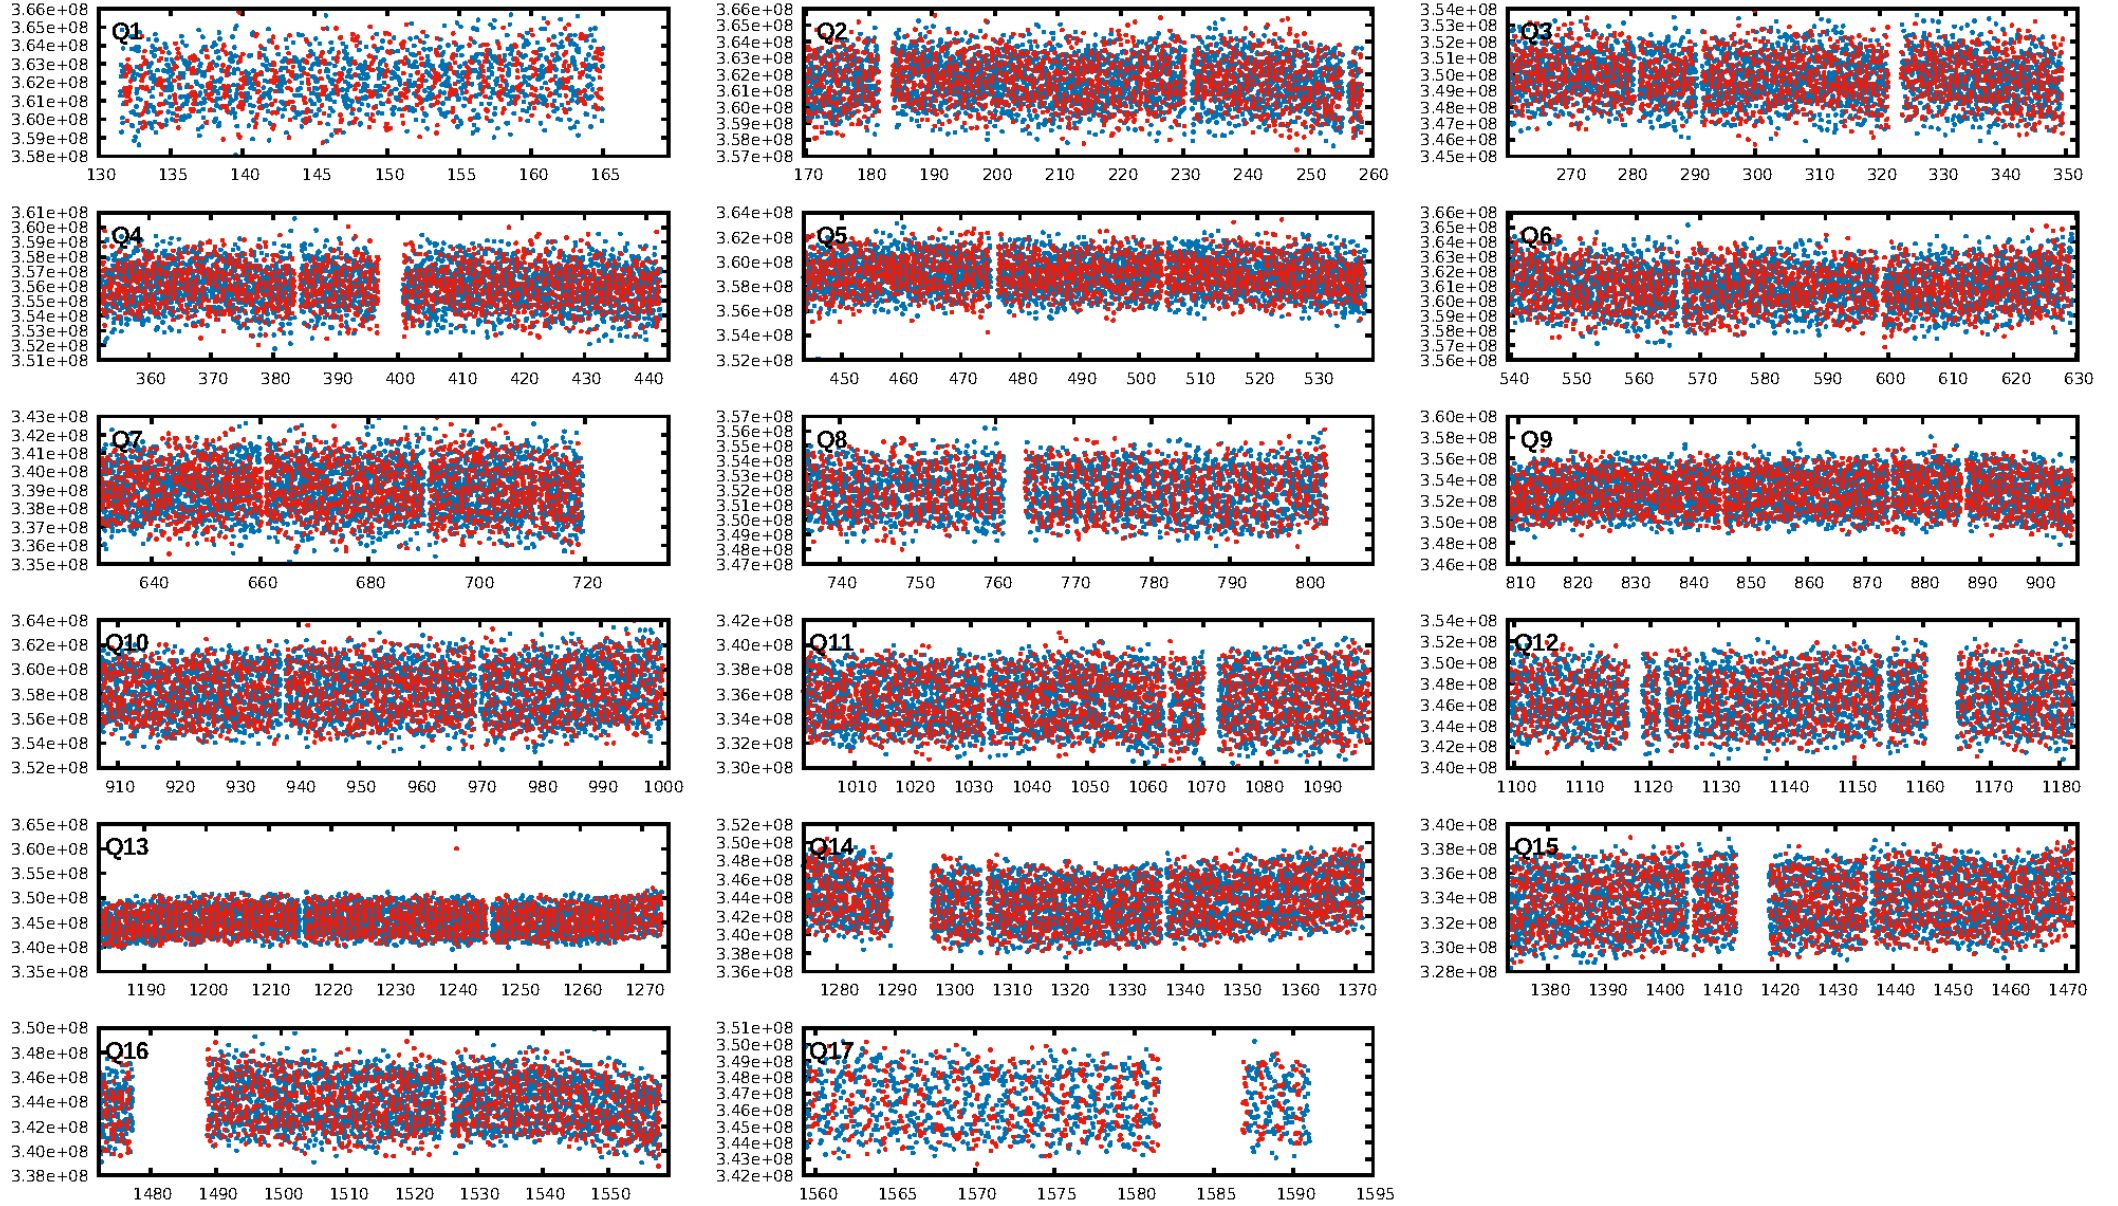 Q1
3.66e+08
3.65e+08
3.64e+08
3.63e+08
3.62e+08
3.61e+08
3.60e+08
3.59e+08
3.58e+08
130 135 140 145 150 155 160 165
Q2
3.66e+08
3.65e+08
3.64e+08
3.63e+08
3.62e+08
3.61e+08
3.60e+08
3.59e+08
3.58e+08
3.57e+08
170 180 190 200 210 220 230 240 250 260
Q3
3.54e+08
3.53e+08
3.52e+08
3.51e+08
3.50e+08
3.49e+08
3.48e+08
3.47e+08
3.46e+08
3.45e+08
270 280 290 300 310 320 330 340 350
Q4
3.61e+08
3.60e+08
3.59e+08
3.58e+08
3.57e+08
3.56e+08
3.55e+08
3.54e+08
3.53e+08
3.52e+08
3.51e+08
360 370 380 390 400 410 420 430 440
Q5
3.64e+08
3.62e+08
3.60e+08
3.58e+08
3.56e+08
3.54e+08
3.52e+08
450 460 470 480 490 500 510 520 530
Q6
3.66e+08
3.65e+08
3.64e+08
3.63e+08
3.62e+08
3.61e+08
3.60e+08
3.59e+08
3.58e+08
3.57e+08
3.56e+08
540 550 560 570 580 590 600 610 620 630
Q7
3.43e+08
3.42e+08
3.41e+08
3.40e+08
3.39e+08
3.38e+08
3.37e+08
3.36e+08
3.35e+08
640 660 680 700 720
Q8
3.57e+08
3.56e+08
3.55e+08
3.54e+08
3.53e+08
3.52e+08
3.51e+08
3.50e+08
3.49e+08
3.48e+08
3.47e+08
740 750 760 770 780 790 800
Q9
3.60e+08
3.58e+08
3.56e+08
3.54e+08
3.52e+08
3.50e+08
3.48e+08
3.46e+08
810 820 830 840 850 860 870 880 890 900
Q10
3.64e+08
3.62e+08
3.60e+08
3.58e+08
3.56e+08
3.54e+08
3.52e+08
910 920 930 940 950 960 970 980 990 1000
Q11
3.42e+08
3.40e+08
3.38e+08
3.36e+08
3.34e+08
3.32e+08
3.30e+08
1010 1020 1030 1040 1050 1060 1070 1080 1090
Q12
3.54e+08
3.52e+08
3.50e+08
3.48e+08
3.46e+08
3.44e+08
3.42e+08
3.40e+08
1100 1110 1120 1130 1140 1150 1160 1170 1180
Q13
3.65e+08
3.60e+08
3.55e+08
3.50e+08
3.45e+08
3.40e+08
3.35e+08
1190 1200 1210 1220 1230 1240 1250 1260 1270
Q14
3.52e+08
3.50e+08
3.48e+08
3.46e+08
3.44e+08
3.42e+08
3.40e+08
3.38e+08
3.36e+08
1280 1290 1300 1310 1320 1330 1340 1350 1360 1370
Q15
3.40e+08
3.38e+08
3.36e+08
3.34e+08
3.32e+08
3.30e+08
3.28e+08
1380 1390 1400 1410 1420 1430 1440 1450 1460 1470
Q16
3.50e+08
3.48e+08
3.46e+08
3.44e+08
3.42e+08
3.40e+08
3.38e+08
1480 1490 1500 1510 1520 1530 1540 1550
Q17
3.51e+08
3.50e+08
3.49e+08
3.48e+08
3.47e+08
3.46e+08
3.45e+08
3.44e+08
3.43e+08
3.42e+08
1560 1565 1570 1575 1580 1585 1590 1595